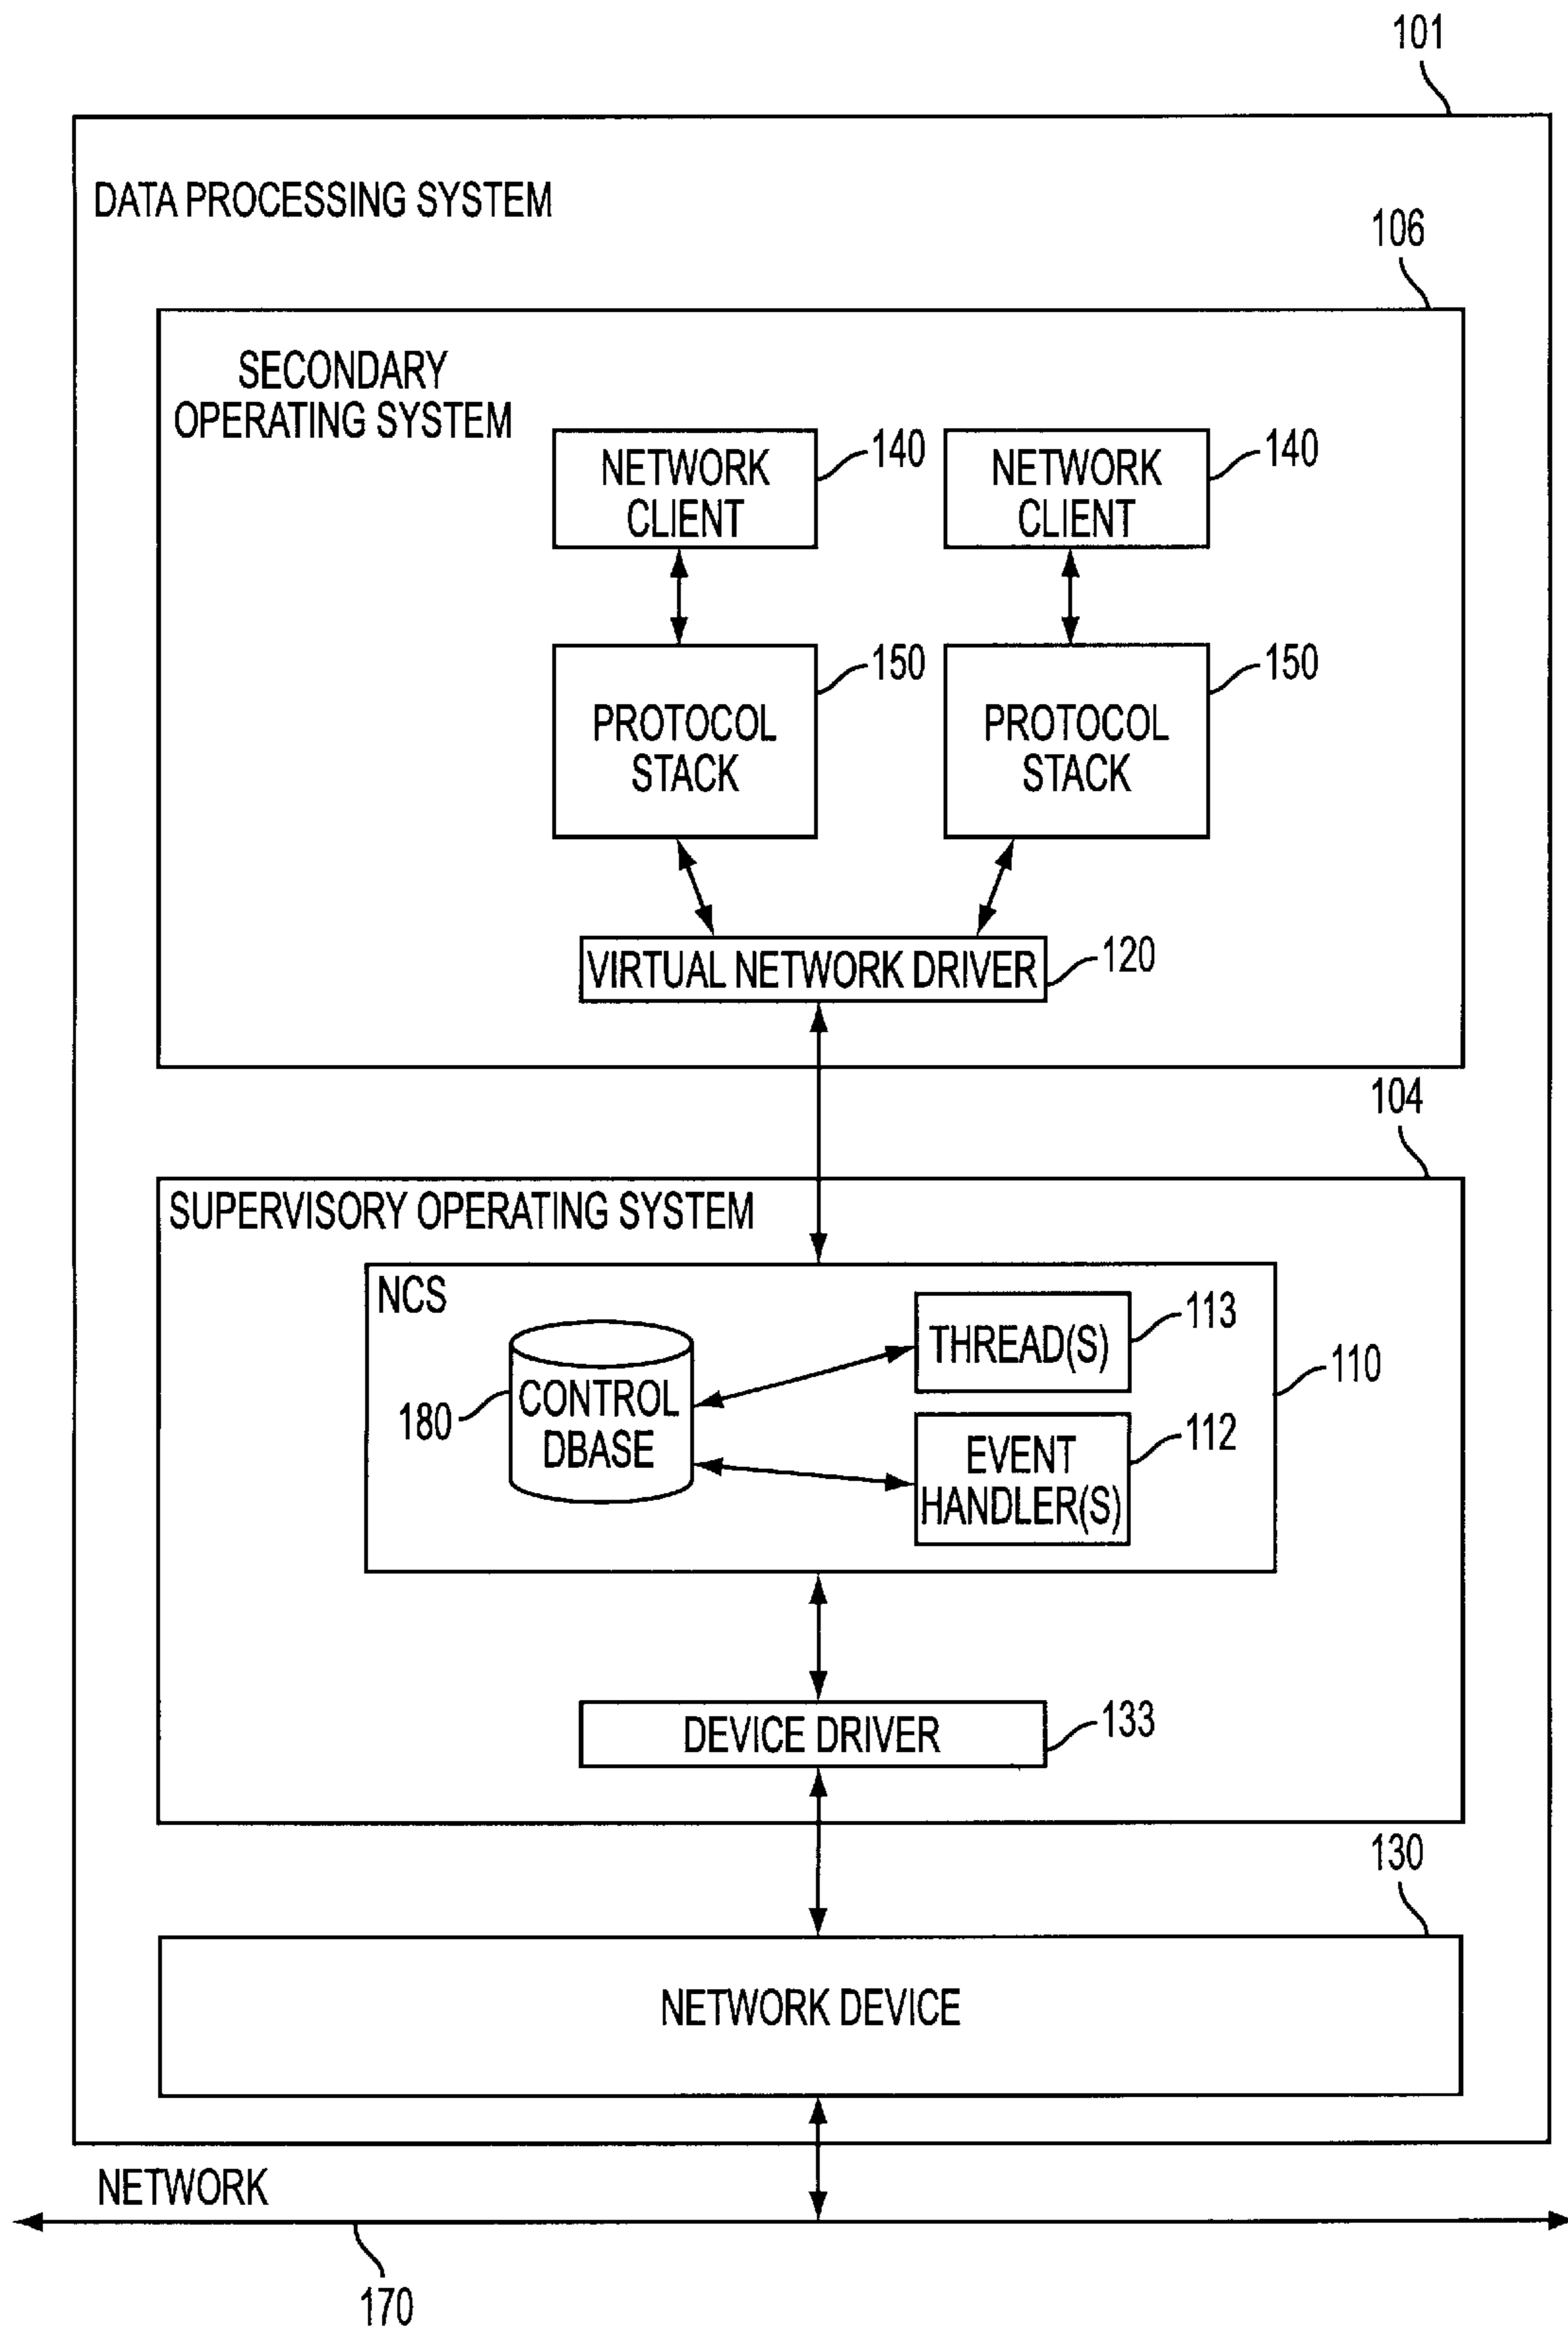 101
DATA PROCESSING SYSTEM
106
SECONDARY
OPERATING SYSTEM
NETWORK
CLIENT
140
NETWORK
CLIENT
140
PROTOCOL
STACK
150
PROTOCOL
STACK
150
VIRTUAL NETWORK DRIVER
120
104
SUPERVISORY OPERATING SYSTEM
NCS
THREAD(S)
113
110
180
CONTROL
DBASE
EVENT
HANDLER(S)
112
DEVICE DRIVER
133
130
NETWORK DEVICE
NETWORK
170